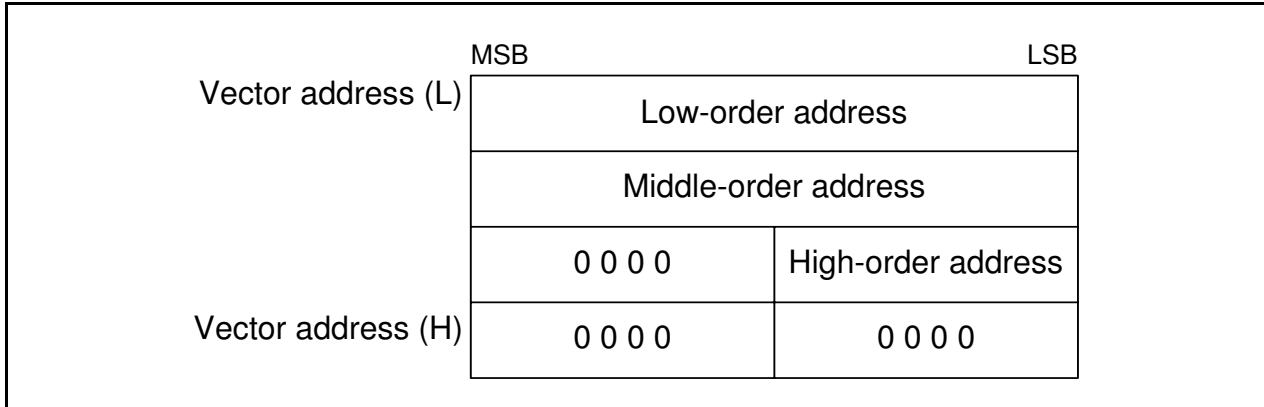 MSB LSB
Vector address (L) Low-order address
Middle-order address
0 0 0 0 High-order address
Vector address (H) 0 0 0 0 0 0 0 0